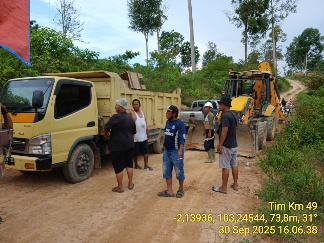 Tim Km 49
-2,13936, 103,24544, 73,8m, 31°
30 Sep 2025 16.06.38